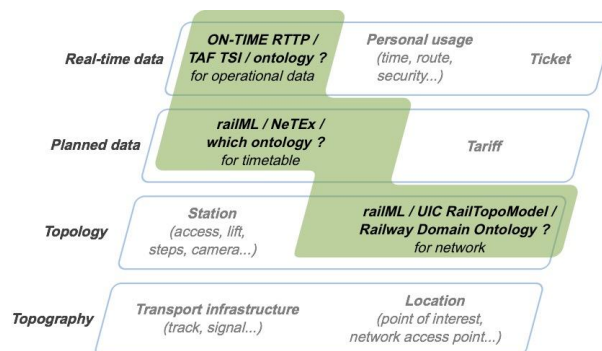 ON-TIME RTTP /
TAF TSI / ontology ?
for operational data
Personal usage
(time, route,
security...)
Ticket
Real-time data
railML / NeTEx /
which ontology ?
for timetable
Tariff
Planned data
Station
(access, lift,
steps, camera...)
railML / UIC RailTopoModel /
Railway Domain Ontology ?
for network
Topology
Transport infrastructure
(track, signal...)
Location
(point of interest,
network access point...)
Topography